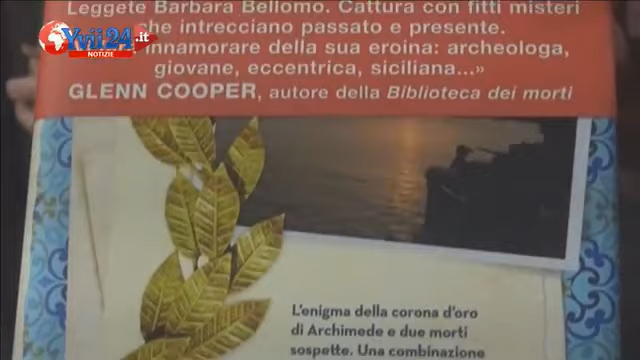 Leggete Barbara Bellomo. Cattura con fitti misteri
che intrecciano passato e presente.
innamorare della sua eroina: archeologa,
giovane, eccentrica, siciliana...»
GLENN COOPER, autore della Biblioteca dei morti
Yvii24.it
NOTIZIE
L'enigma della corona d'oro
di Archimede e due morti
sospette. Una combinazione